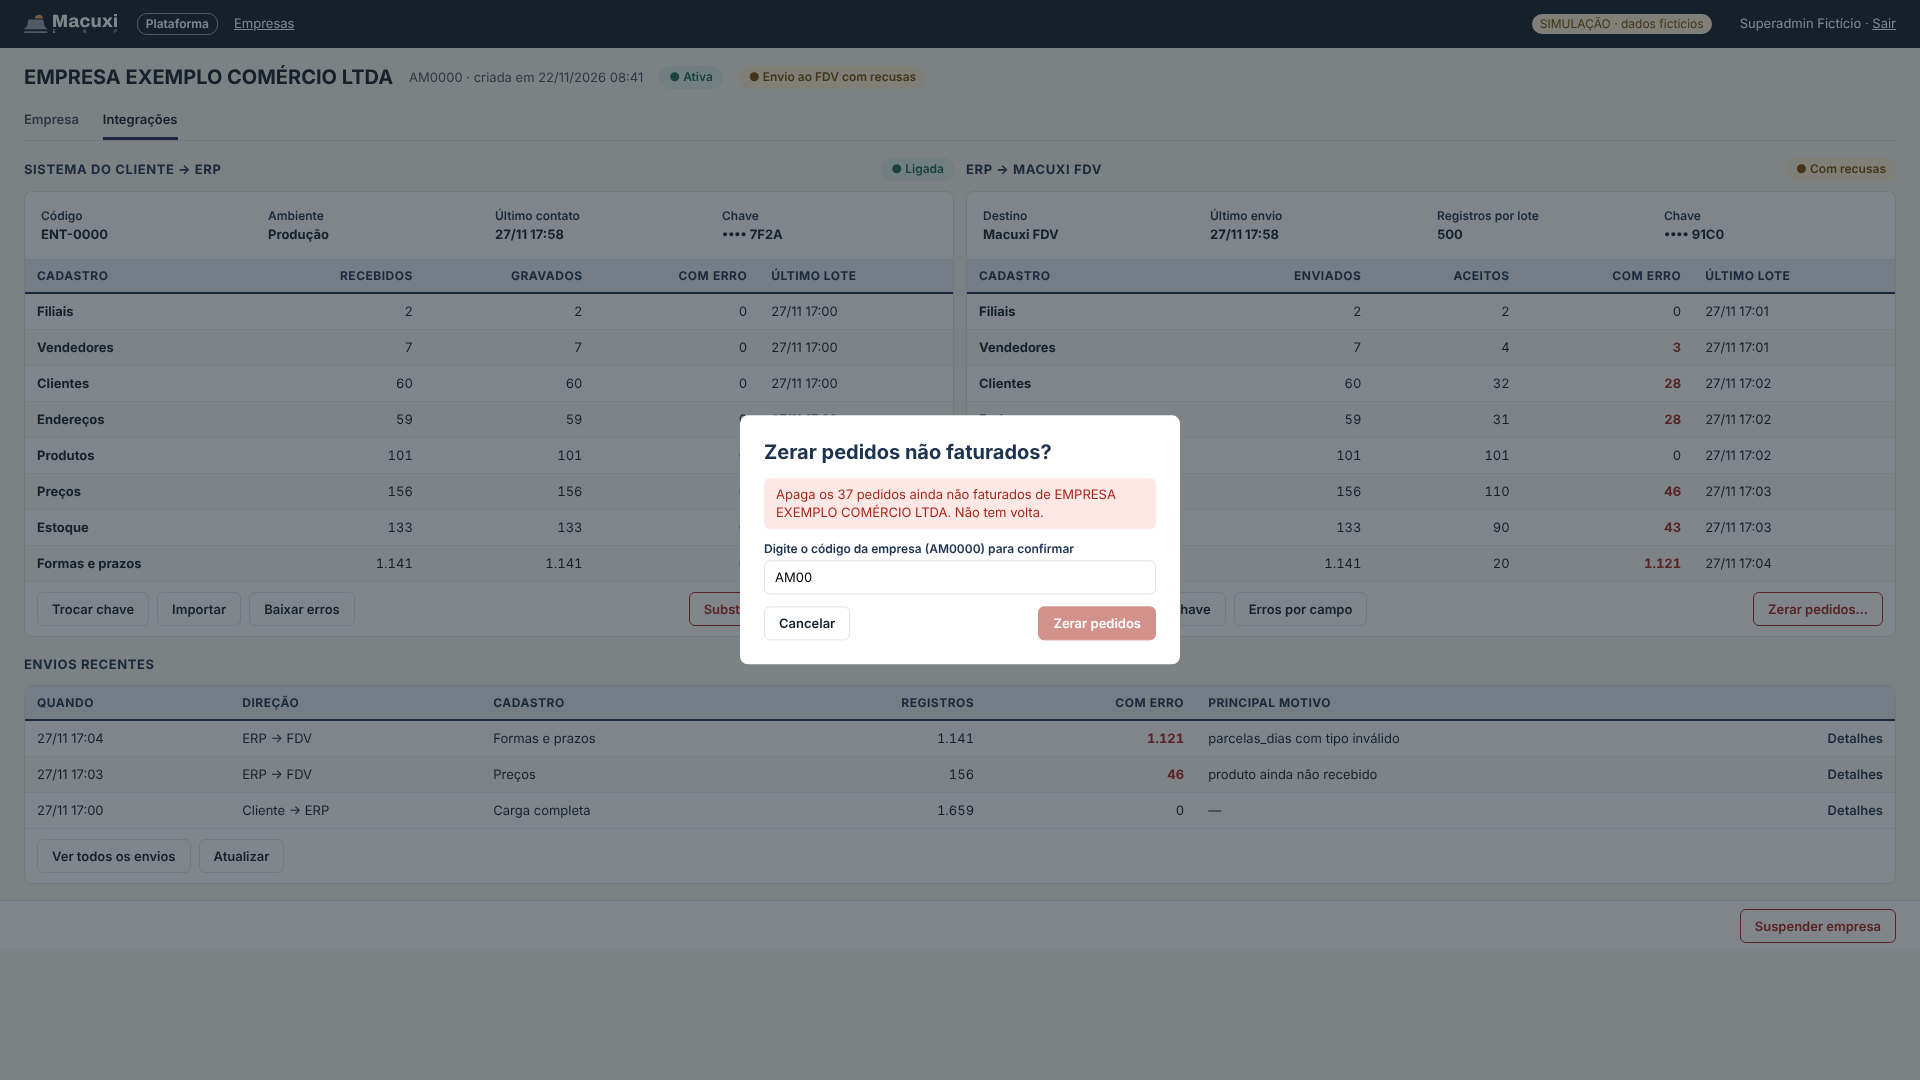 Macuxi
ERP
Plataforma
Empresas
SIMULAÇÃO · dados fictícios
Superadmin Fictício · Sair
EMPRESA EXEMPLO COMÉRCIO LTDA
AM0000 · criada em 22/11/2026 08:41
Ativa
Envio ao FDV com recusas
Empresa
Integrações
SISTEMA DO CLIENTE → ERP
Ligada
Código
Ambiente
Último contato
Chave
ENT-0000
Produção
27/11 17:58
•••• 7F2A
CADASTRO RECEBIDOS GRAVADOS COM ERRO ÚLTIMO LOTE
Filiais 2 2 0 27/11 17:00
Vendedores 7 7 0 27/11 17:00
Clientes 60 60 0 27/11 17:00
Endereços 59 59
Produtos 101 101
Preços 156 156
Estoque 133 133
Formas e prazos 1.141 1.141
Trocar chave
Importar
Baixar erros
ERP → MACUXI FDV
Com recusas
Destino
Último envio
Registros por lote
Chave
Macuxi FDV
27/11 17:58
500
•••• 91C0
CADASTRO ENVIADOS ACEITOS COM ERRO ÚLTIMO LOTE
Filiais 2 2 0 27/11 17:01
Vendedores 7 4 3 27/11 17:01
Clientes 60 32 28 27/11 17:02
59 31 28 27/11 17:02
101 101 0 27/11 17:02
156 110 46 27/11 17:03
133 90 43 27/11 17:03
1.141 20 1.121 27/11 17:04
Erros por campo
Zerar pedidos...
Zerar pedidos não faturados?
Apaga os 37 pedidos ainda não faturados de EMPRESA
EXEMPLO COMÉRCIO LTDA. Não tem volta.
Digite o código da empresa (AM0000) para confirmar
AM00
Cancelar
Zerar pedidos
ENVIOS RECENTES
QUANDO DIREÇÃO CADASTRO REGISTROS COM ERRO PRINCIPAL MOTIVO
27/11 17:04 ERP → FDV Formas e prazos 1.141 1.121 parcelas_dias com tipo inválido Detalhes
27/11 17:03 ERP → FDV Preços 156 46 produto ainda não recebido Detalhes
27/11 17:00 Cliente → ERP Carga completa 1.659 0 — Detalhes
Ver todos os envios
Atualizar
Suspender empresa